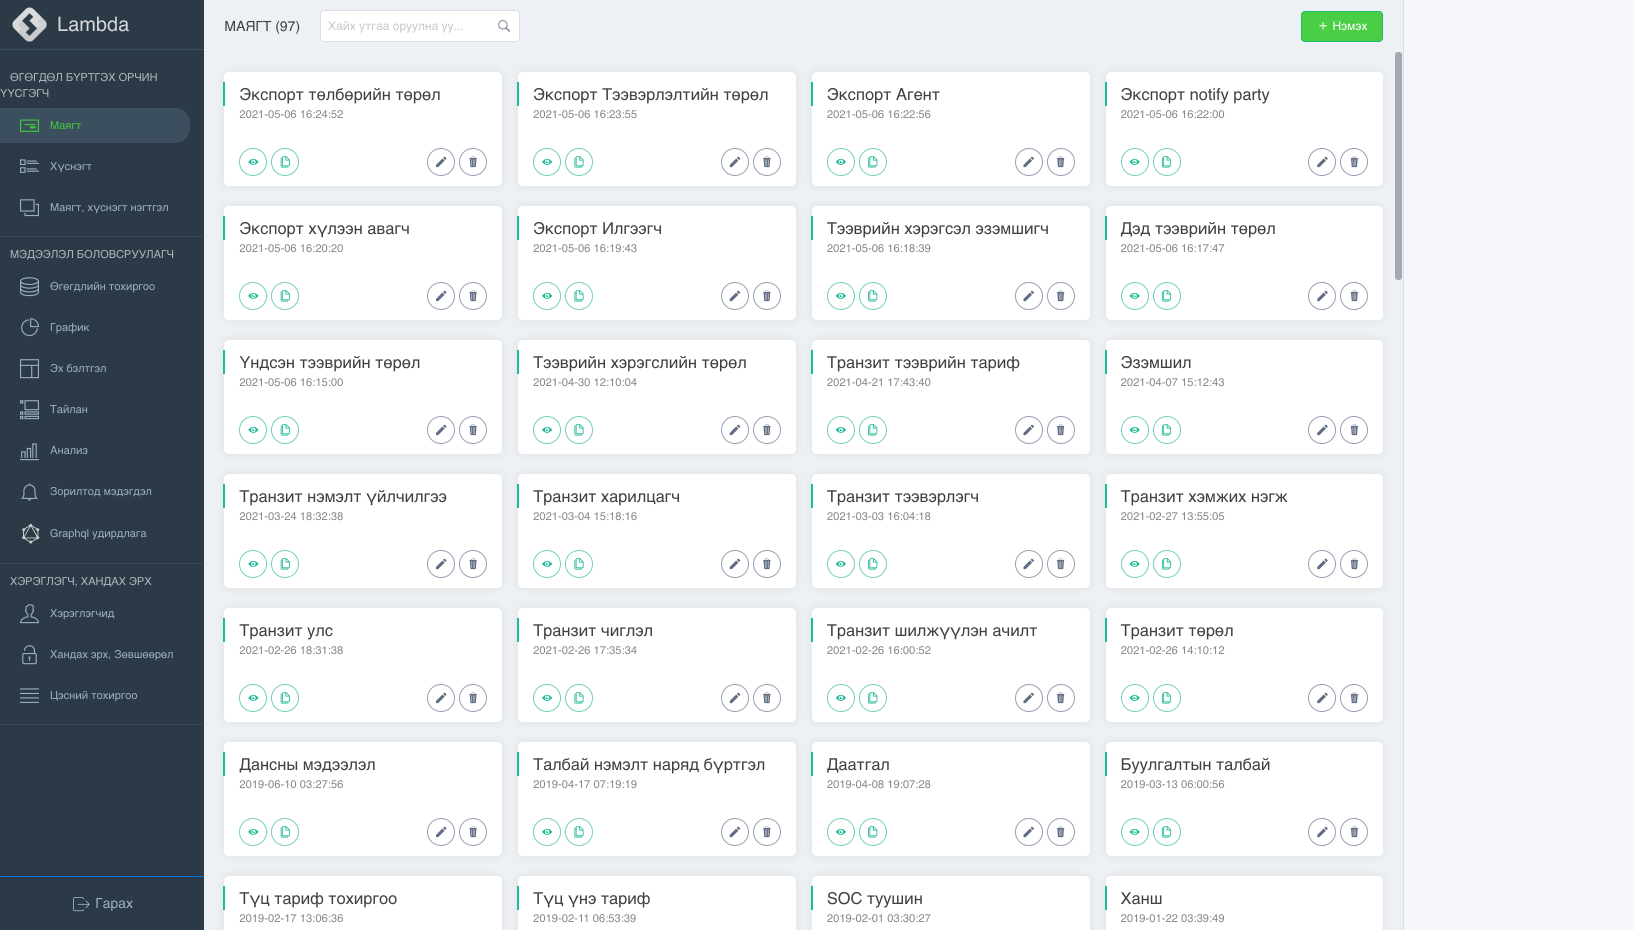 Lambda
ӨГӨГДӨЛ БҮРТГЭХ ОРЧИН
ҮҮСГЭГЧ
Маягт
Хүснэгт
Маягт, хүснэгт нэгтгэл
МЭДЭЭЛЭЛ БОЛОВСРУУЛАГЧ
Өгөгдлийн тохиргоо
График
Эх бэлтгэл
Тайлан
Анализ
Зорилтод мэдэгдэл
Graphql удирдлага
ХЭРЭГЛЭГЧ, ХАНДАХ ЭРХ
Хэрэглэгчид
Хандах эрх, Зөвшөөрөл
Цэсний тохиргоо
Гарах
МАЯГТ (97)
Хайх утгаа оруулна уу...
+ Нэмэх
Экспорт төлбөрийн төрөл
2021-05-06 16:24:52
Экспорт Тээвэрлэлтийн төрөл
2021-05-06 16:23:55
Экспорт Агент
2021-05-06 16:22:56
Экспорт notify party
2021-05-06 16:22:00
Экспорт хүлээн авагч
2021-05-06 16:20:20
Экспорт Илгээгч
2021-05-06 16:19:43
Тээврийн хэрэгсэл эзэмшигч
2021-05-06 16:18:39
Дэд тээврийн төрөл
2021-05-06 16:17:47
Үндсэн тээврийн төрөл
2021-05-06 16:15:00
Тээврийн хэрэгслийн төрөл
2021-04-30 12:10:04
Транзит тээврийн тариф
2021-04-21 17:43:40
Эзэмшил
2021-04-07 15:12:43
Транзит нэмэлт үйлчилгээ
2021-03-24 18:32:38
Транзит харилцагч
2021-03-04 15:18:16
Транзит тээвэрлэгч
2021-03-03 16:04:18
Транзит хэмжих нэгж
2021-02-27 13:55:05
Транзит улс
2021-02-26 18:31:38
Транзит чиглэл
2021-02-26 17:35:34
Транзит шилжүүлэн ачилт
2021-02-26 16:00:52
Транзит төрөл
2021-02-26 14:10:12
Дансны мэдээлэл
2019-06-10 03:27:56
Талбай нэмэлт наряд бүртгэл
2019-04-17 07:19:19
Даатгал
2019-04-08 19:07:28
Буулгалтын талбай
2019-03-13 06:00:56
Түц тариф тохиргоо
2019-02-17 13:06:36
Түц үнэ тариф
2019-02-11 06:53:39
SOC туушин
2019-02-01 03:30:27
Ханш
2019-01-22 03:39:49